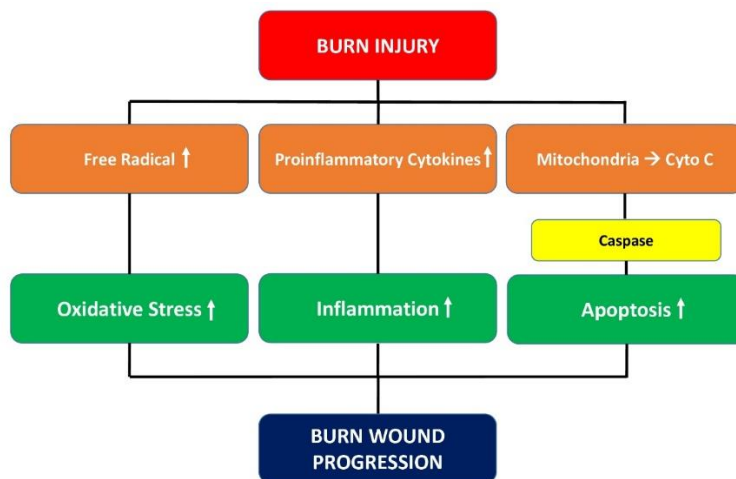 BURN INJURY
Free Radical ↑
Proinflammatory Cytokines ↑
Mitochondria → Cyto C
Caspase
Oxidative Stress ↑
Inflammation ↑
Apoptosis ↑
BURN WOUND
PROGRESSION